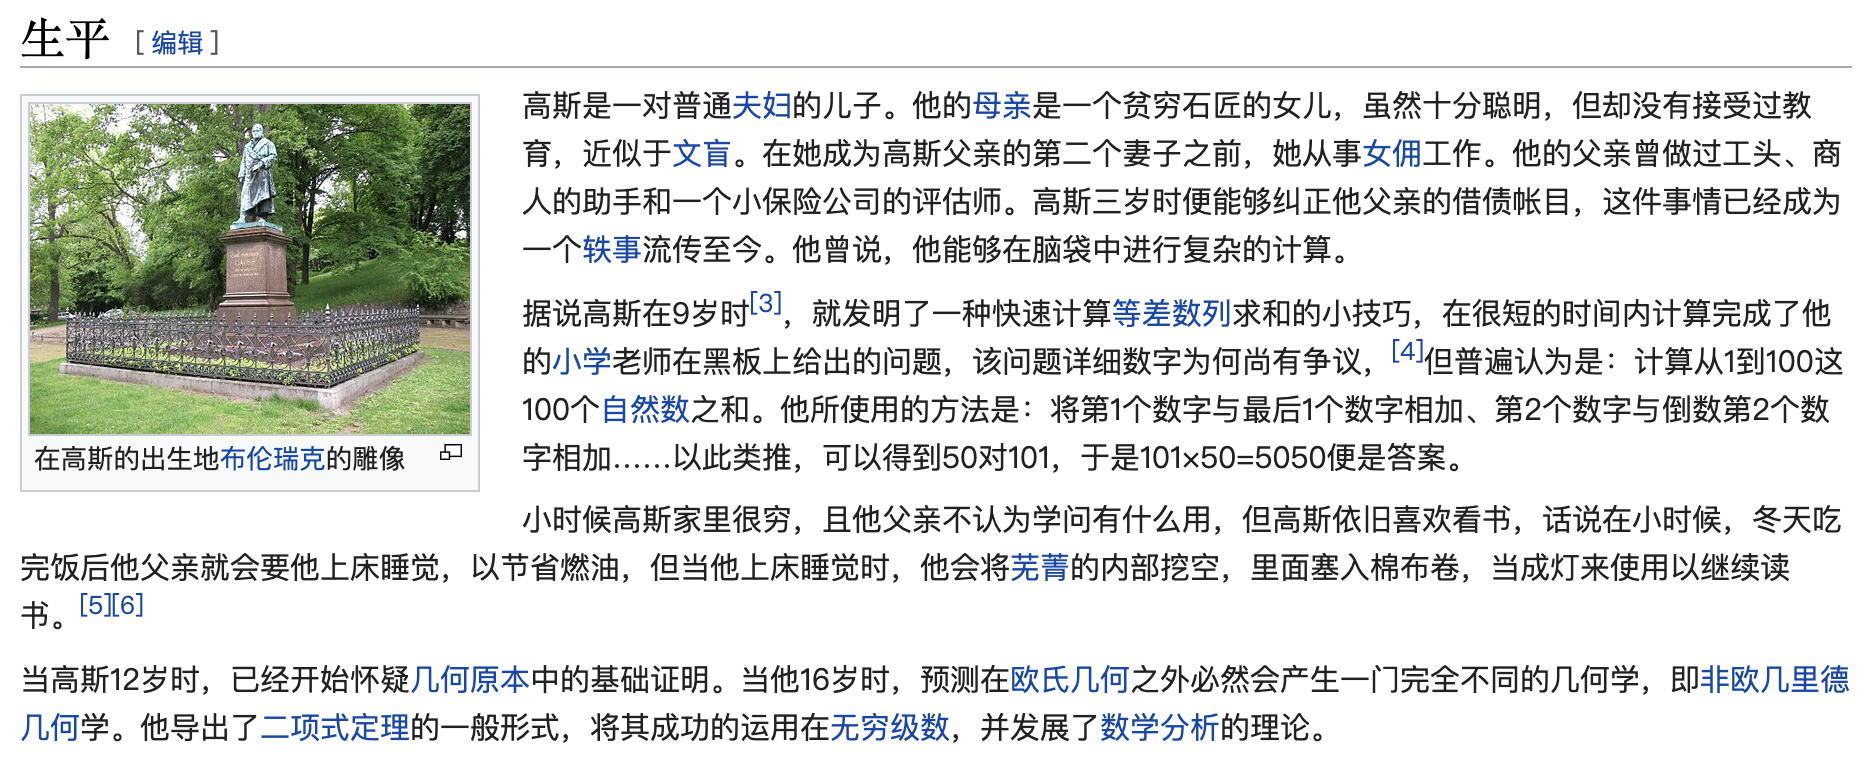 生平 [编辑]
高斯是一对普通夫妇的儿子。他的母亲是一个贫穷石匠的女儿，虽然十分聪明，但却没有接受过教
育，近似于文盲。在她成为高斯父亲的第二个妻子之前，她从事女佣工作。他的父亲曾做过工头、商
人的助手和一个小保险公司的评估师。高斯三岁时便能够纠正他父亲的借债帐目，这件事情已经成为
一个轶事流传至今。他曾说，他能够在脑袋中进行复杂的计算。
据说高斯在9岁时[3]，就发明了一种快速计算等差数列求和的小技巧，在很短的时间内计算完成了他
的小学老师在黑板上给出的问题，该问题详细数字为何尚有争议，[4]但普遍认为是：计算从1到100这
100个自然数之和。他所使用的方法是：将第1个数字与最后1个数字相加、第2个数字与倒数第2个数
字相加……以此类推，可以得到50对101，于是101×50=5050便是答案。
在高斯的出生地布伦瑞克的雕像
小时候高斯家里很穷，且他父亲不认为学问有什么用，但高斯依旧喜欢看书，话说在小时候，冬天吃
完饭后他父亲就会要他上床睡觉，以节省燃油，但当他上床睡觉时，他会将芜菁的内部挖空，里面塞入棉布卷，当成灯来使用以继续读
书。[5][6]
当高斯12岁时，已经开始怀疑几何原本中的基础证明。当他16岁时，预测在欧氏几何之外必然会产生一门完全不同的几何学，即非欧几里德
几何学。他导出了二项式定理的一般形式，将其成功的运用在无穷级数，并发展了数学分析的理论。